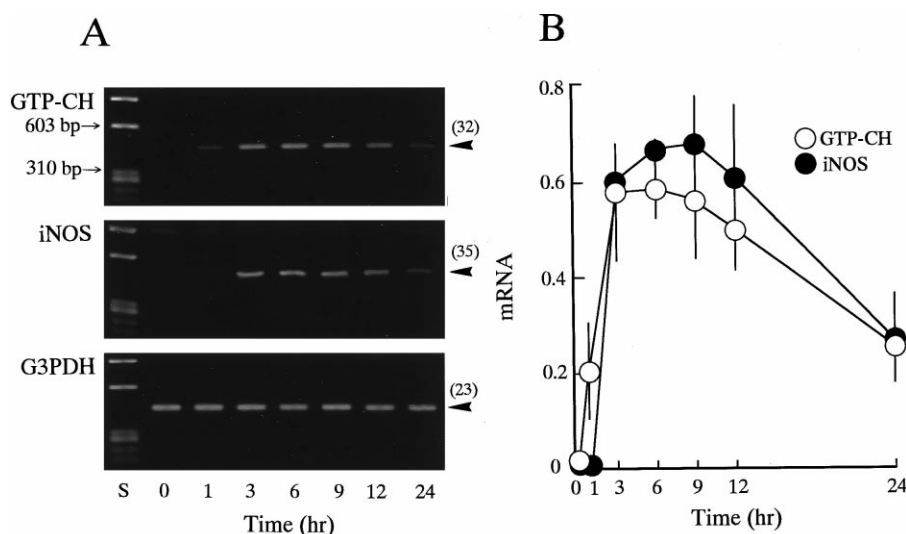 A
GTP-CH
603 bp→
310 bp→
(32)
iNOS
(35)
G3PDH
(23)
S 0 1 3 6 9 12 24
Time (hr)
B
0.8
0.6
0.4
0.2
0
mRNA
GTP-CH
iNOS
0 1 3 6 9 12 24
Time (hr)